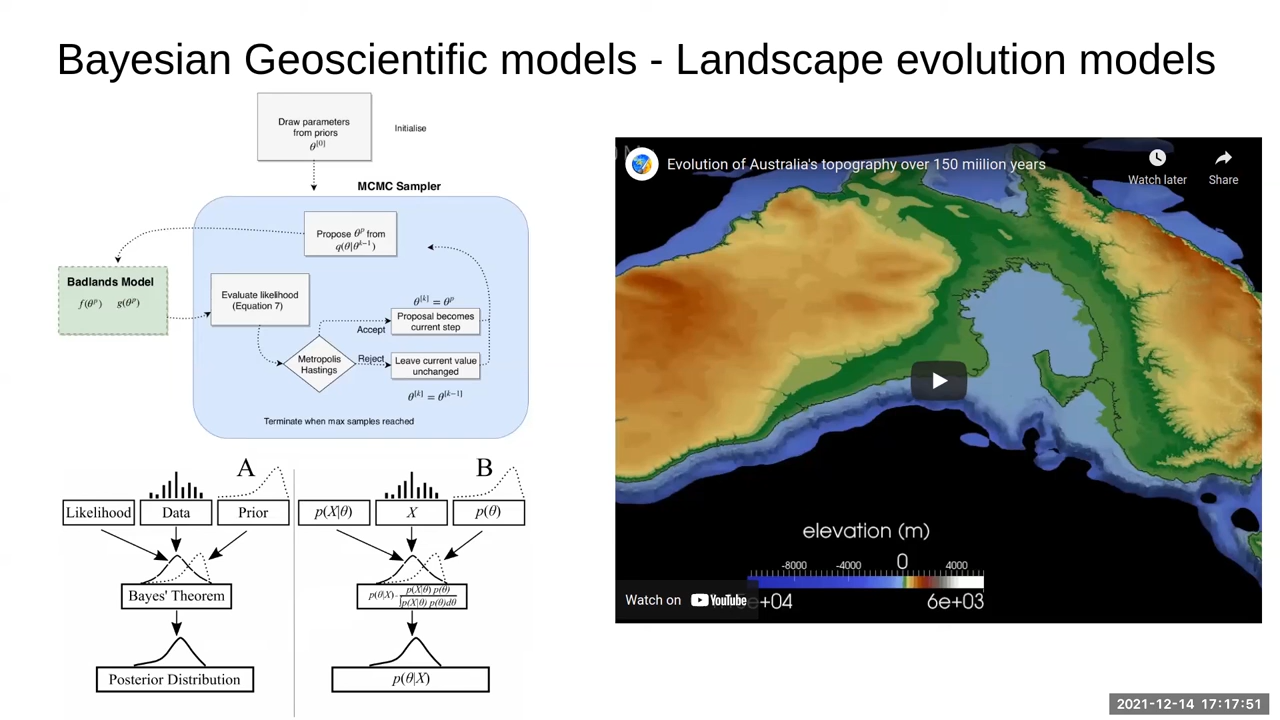 Bayesian Geoscientific models - Landscape evolution models
Draw parameters
from priors
θ^[0]
Initialise
MCMC Sampler
Propose θ^p from
q(θ|θ^k−1)
Badlands Model
f(θ^p) g(θ^p)
Evaluate likelihood
(Equation 7)
θ^[k] = θ^p
Proposal becomes
current step
Accept
Metropolis
Hastings
Reject
Leave current value
unchanged
θ^[k] = θ^[k−1]
Terminate when max samples reached
A
Likelihood
Data
Prior
Bayes' Theorem
Posterior Distribution
B
p(X|θ)
X
p(θ)
p(θ|X)=p(X|θ) p(θ)
∫p(X|θ) p(θ)dθ
p(θ|X)
Evolution of Australia's topography over 150 million years
Watch later
Share
elevation (m)
-8000 -4000 0 4000
e+04
6e+03
Watch on YouTube
2021-12-14 17:17:51